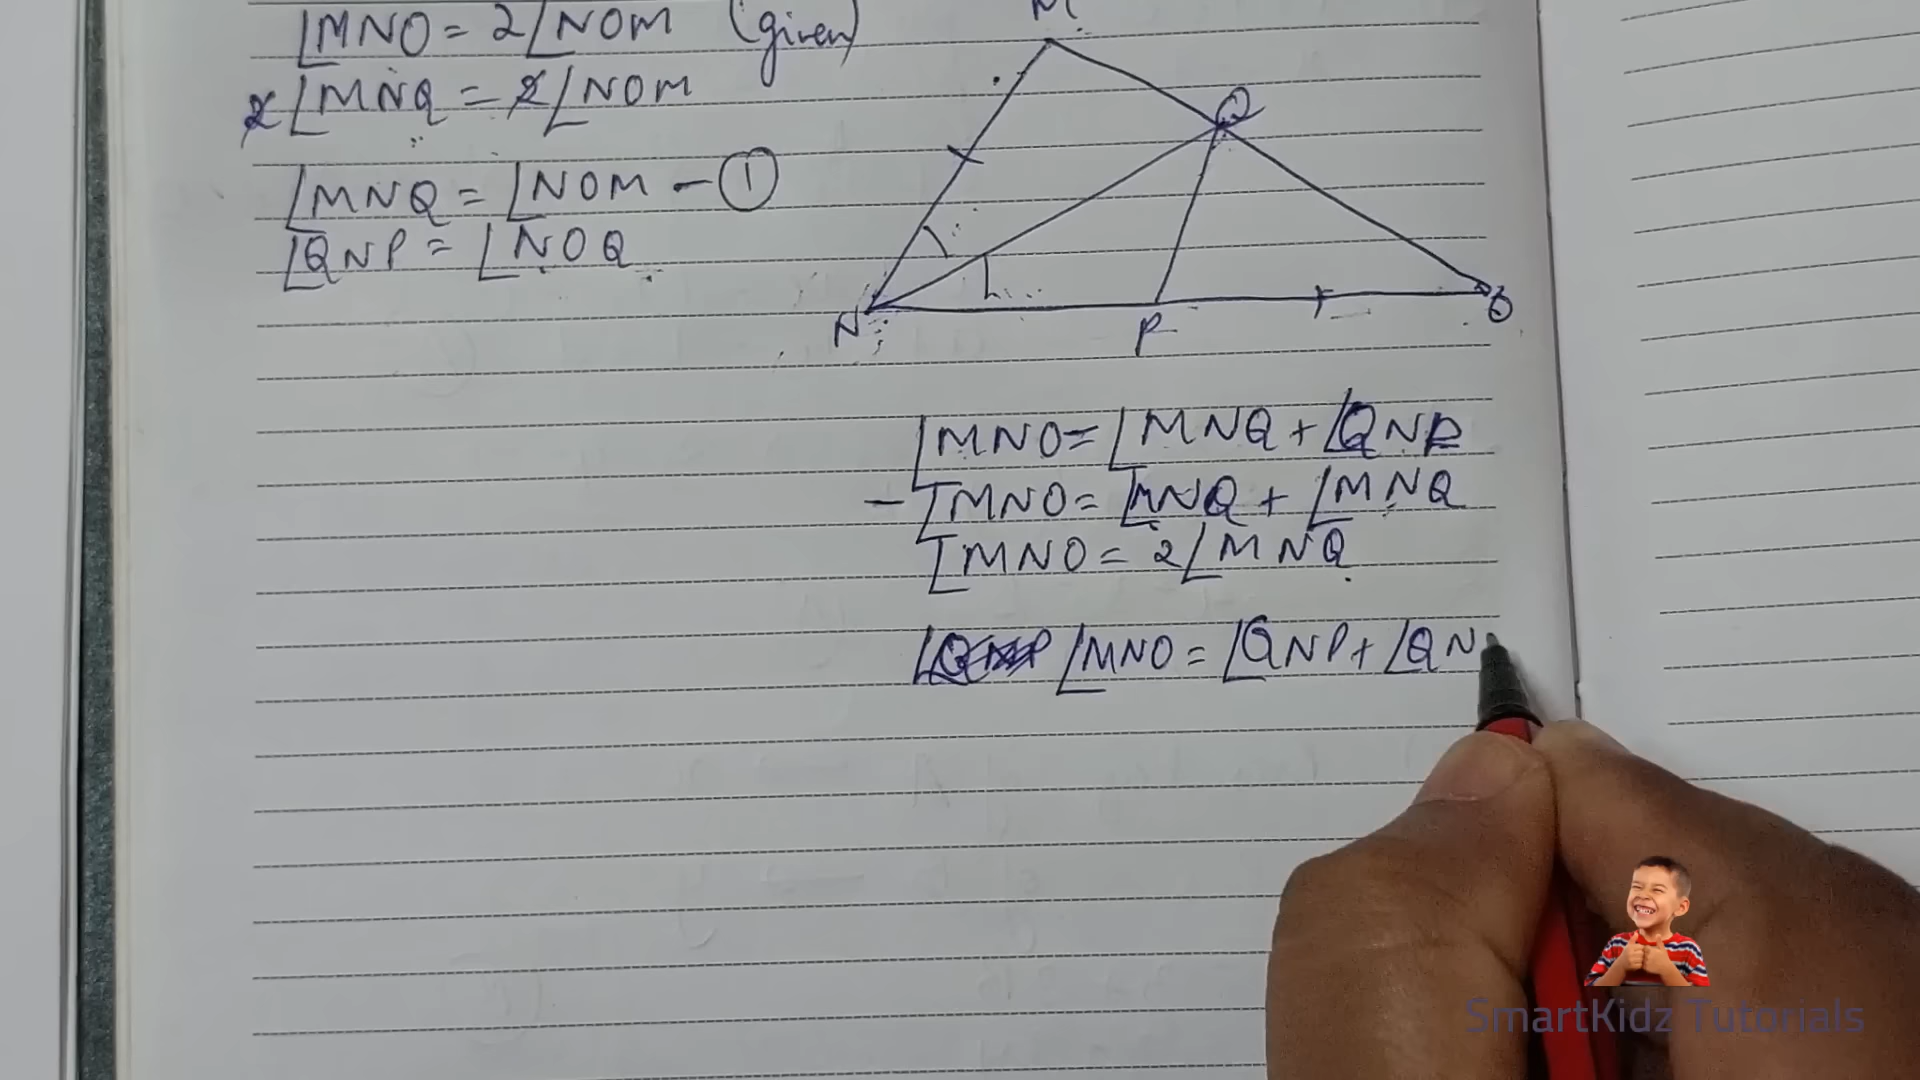 ∠MNO = 2∠NOM (given)
2∠MNQ = 2∠NOM
∠MNQ = ∠NOM - ①
∠QNP = ∠NOQ
M
Q
N
P
O
∠MNO = ∠MNQ + ∠QNP
- ∠MNO = ∠MNQ + ∠MNQ
∠MNO = 2∠MNQ
∠MNO = ∠QNP + ∠QN
SmartKidz Tutorials